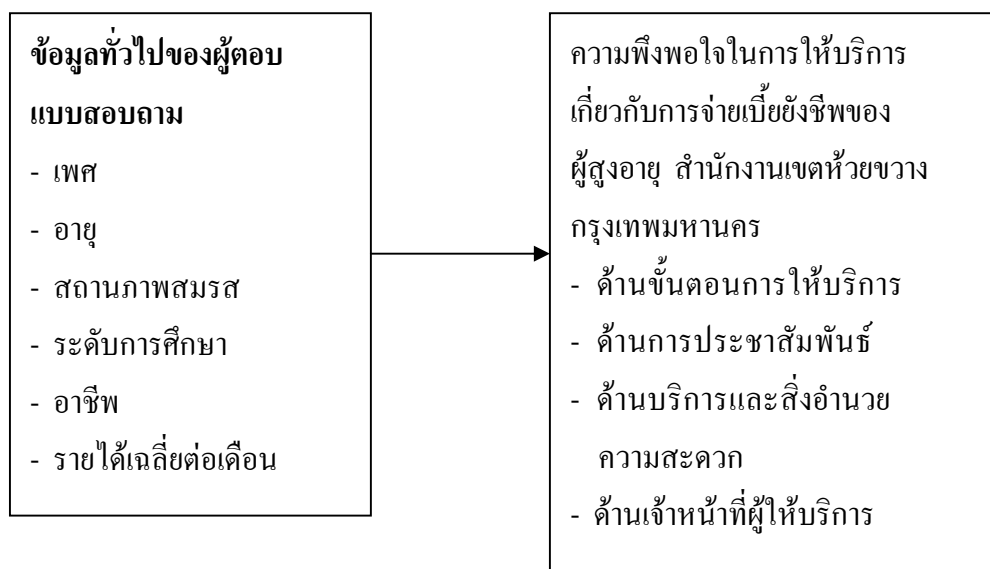 ข้อมูลทั่วไปของผู้ตอบ
แบบสอบถาม
- เพศ
- อายุ
- สถานภาพสมรส
- ระดับการศึกษา
- อาชีพ
- รายได้เฉลี่ยต่อเดือน
ความพึงพอใจในการให้บริการ
เกี่ยวกับการจ่ายเบี้ยยังชีพของ
ผู้สูงอายุ สำนักงานเขตห้วยขวาง
กรุงเทพมหานคร
- ด้านขั้นตอนการให้บริการ
- ด้านการประชาสัมพันธ์
- ด้านบริการและสิ่งอำนวย
ความสะดวก
- ด้านเจ้าหน้าที่ผู้ให้บริการ